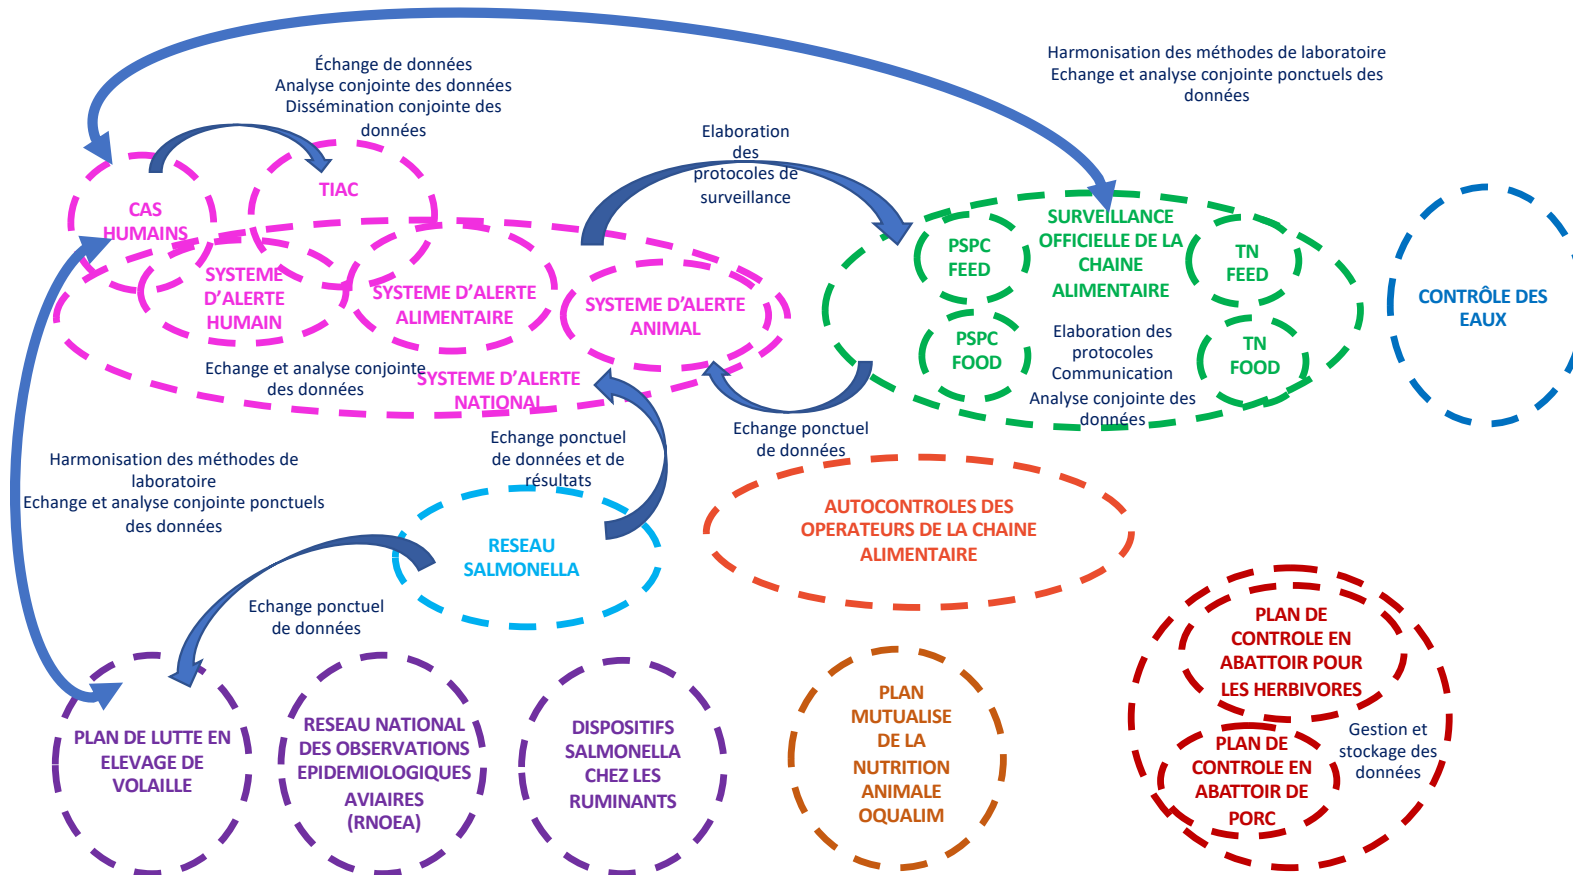 Échange de données
Analyse conjointe des données
Dissémination conjointe des
données
Harmonisation des méthodes de laboratoire
Echange et analyse conjointe ponctuels des
données
Elaboration
des
protocoles de
surveillance
CAS
HUMAINS
TIAC
SYSTEME
D'ALERTE
HUMAIN
SYSTEME D'ALERTE
ALIMENTAIRE
SYSTEME D'ALERTE
ANIMAL
Echange et analyse conjointe
des données
SYSTEME D'ALERTE
NATIONAL
PSPC
FEED
SURVEILLANCE
OFFICIELLE DE LA
CHAINE
ALIMENTAIRE
TN
FEED
PSPC
FOOD
Elaboration des
protocoles
Communication
Analyse conjointe des
données
TN
FOOD
CONTRÔLE DES
EAUX
Echange ponctuel
de données et de
résultats
Echange ponctuel
de données
Harmonisation des méthodes de
laboratoire
Echange et analyse conjointe ponctuels
des données
RESEAU
SALMONELLA
AUTOCONTROLES DES
OPERATEURS DE LA CHAINE
ALIMENTAIRE
Echange ponctuel
de données
PLAN DE LUTTE EN
ELEVAGE DE
VOLAILLE
RESEAU NATIONAL
DES OBSERVATIONS
EPIDEMIOLOGIQUES
AVIAIRES
(RNOEA)
DISPOSITIFS
SALMONELLA
CHEZ LES
RUMINANTS
PLAN
MUTUALISE
DE LA
NUTRITION
ANIMALE
OQUALIM
PLAN DE
CONTROLE EN
ABATTOIR POUR
LES HERBIVORES
PLAN DE
CONTROLE EN
ABATTOIR DE
PORC
Gestion et
stockage des
données